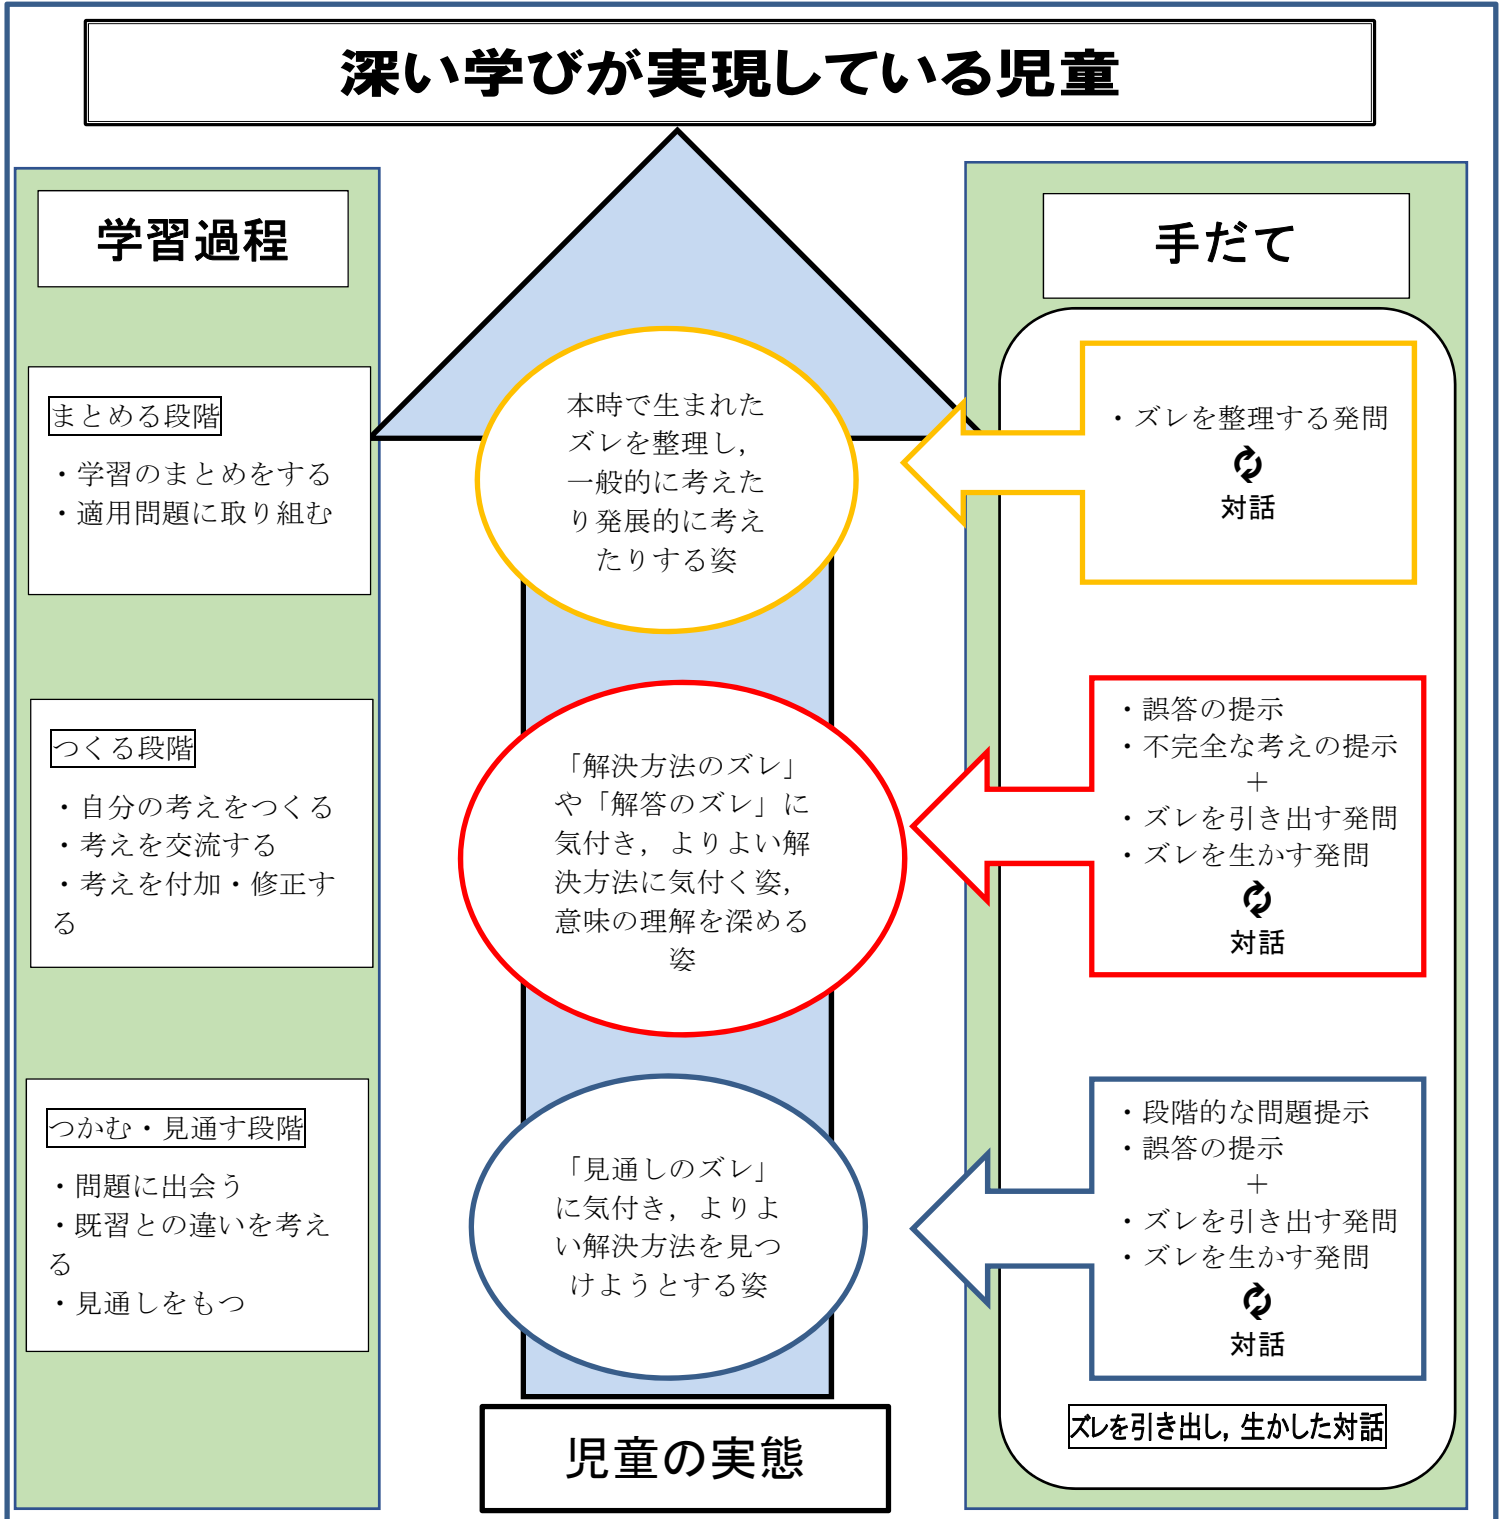 深い学びが実現している児童
学習過程
まとめる段階
・学習のまとめをする
・適用問題に取り組む
つくる段階
・自分の考えをつくる
・考えを交流する
・考えを付加・修正す
る
つかむ・見通す段階
・問題に出会う
・既習との違いを考え
る
・見通しをもつ
本時で生まれた
ズレを整理し，
一般的に考えた
り発展的に考え
たりする姿
「解決方法のズレ」
や「解答のズレ」に
気付き，よりよい解
決方法に気付く姿，
意味の理解を深める
姿
「見通しのズレ」
に気付き，よりよ
い解決方法を見つ
けようとする姿
児童の実態
手だて
・ズレを整理する発問
対話
・誤答の提示
・不完全な考えの提示
＋
・ズレを引き出す発問
・ズレを生かす発問
対話
・段階的な問題提示
・誤答の提示
＋
・ズレを引き出す発問
・ズレを生かす発問
対話
ズレを引き出し，生かした対話